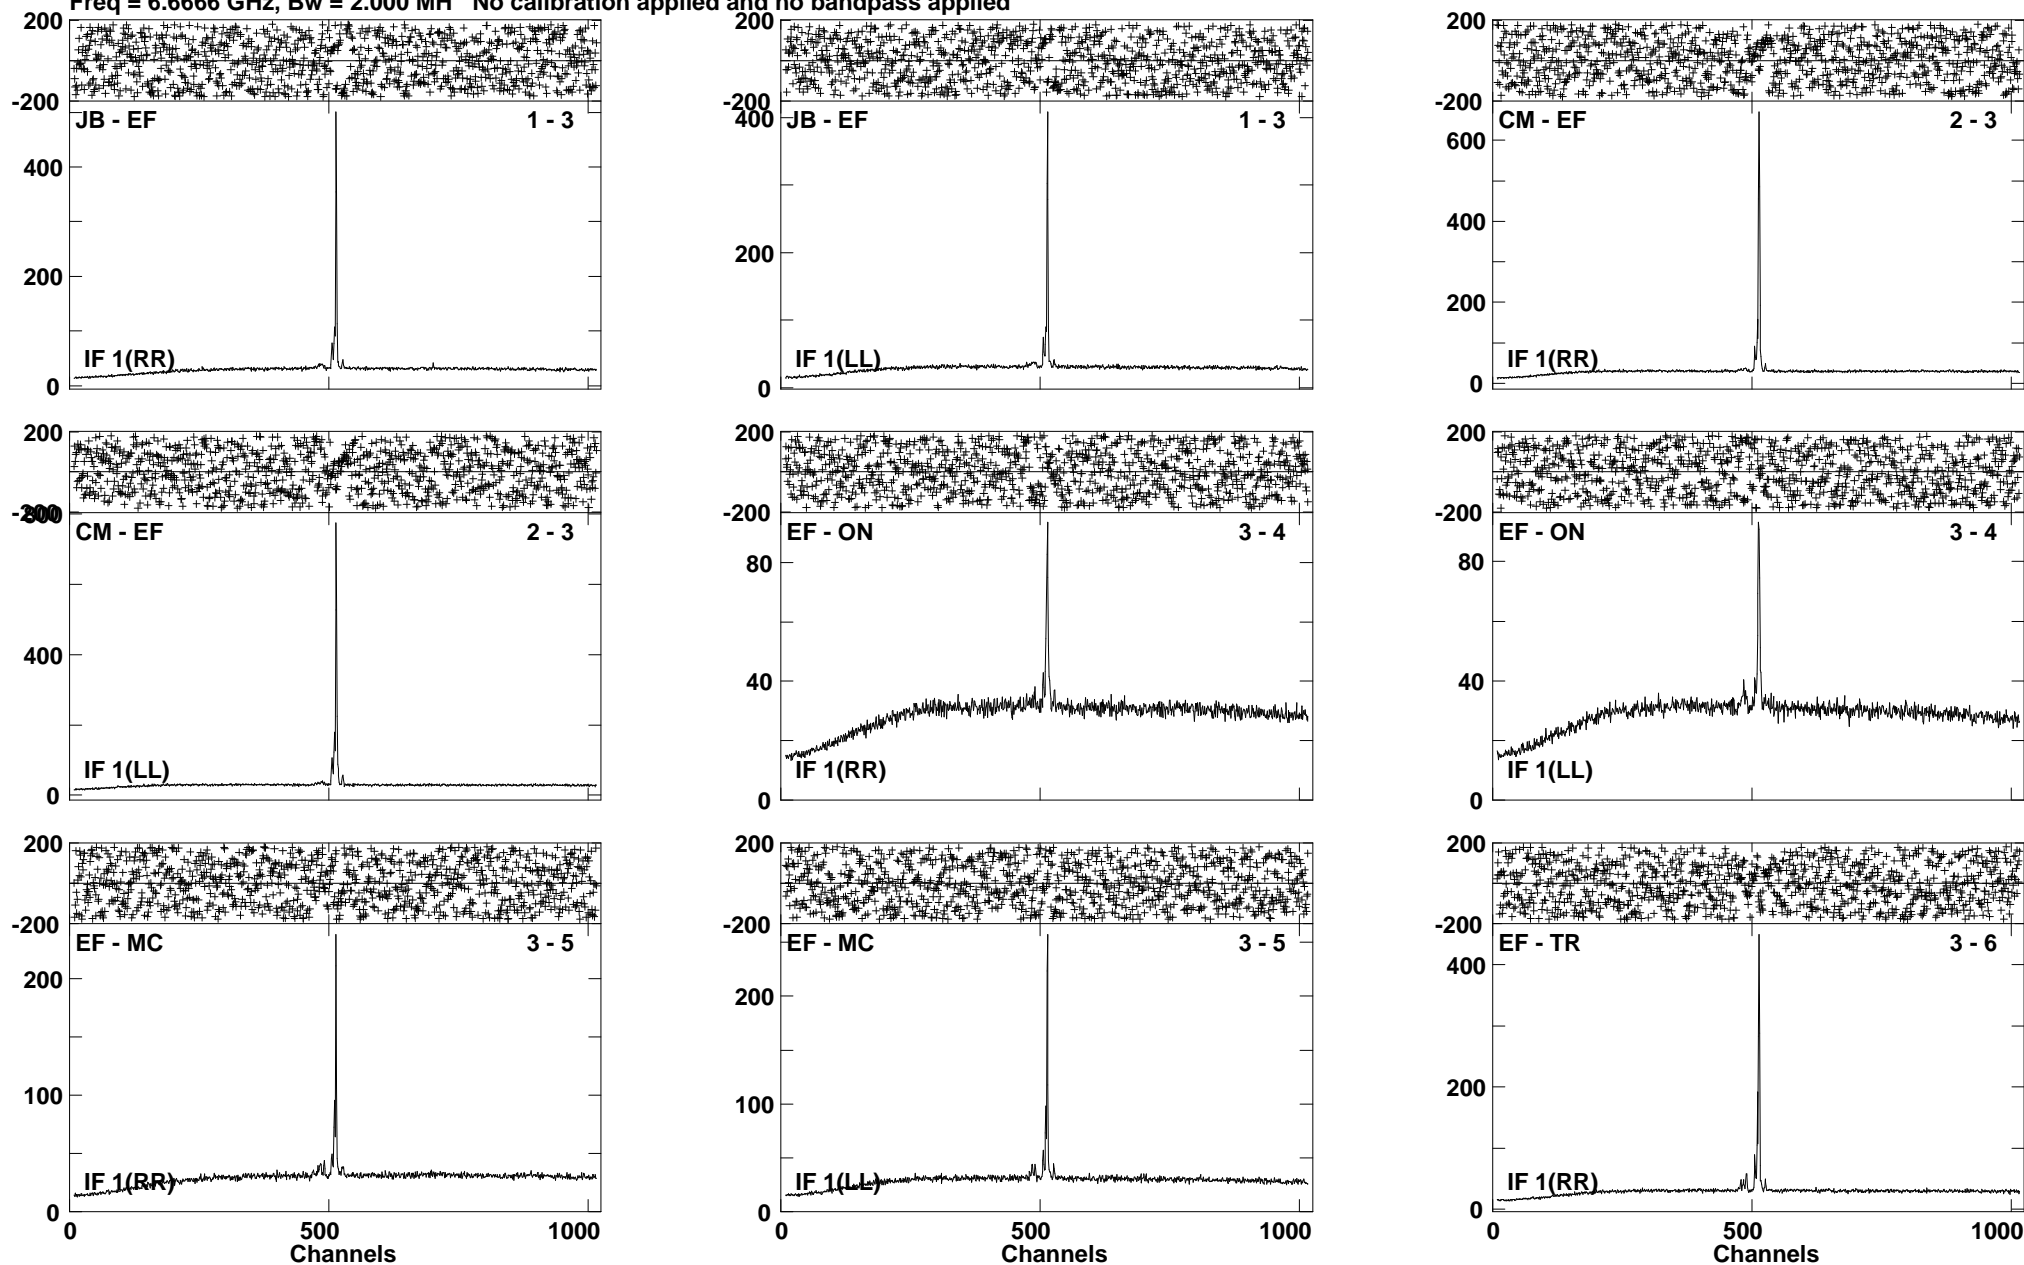 Freq = 6.6666 GHz, Bw = 2.000 MH   No calibration applied and no bandpass applied
200
-200
JB - EF 1 - 3
400
200
0
IF 1(RR)
200
-200
400
JB - EF 1 - 3
200
0
IF 1(LL)
200
-200
CM - EF 2 - 3
600
400
200
0
IF 1(RR)
200
-200
800
CM - EF 2 - 3
400
0
IF 1(LL)
200
-200
EF - ON 3 - 4
80
40
0
IF 1(RR)
200
-200
EF - ON 3 - 4
80
40
0
IF 1(LL)
200
-200
EF - MC 3 - 5
200
100
0
IF 1(RR)
0 500 1000
Channels
200
-200
EF - MC 3 - 5
200
100
0
IF 1(LL)
0 500 1000
Channels
200
-200
EF - TR 3 - 6
400
200
0
IF 1(RR)
0 500 1000
Channels